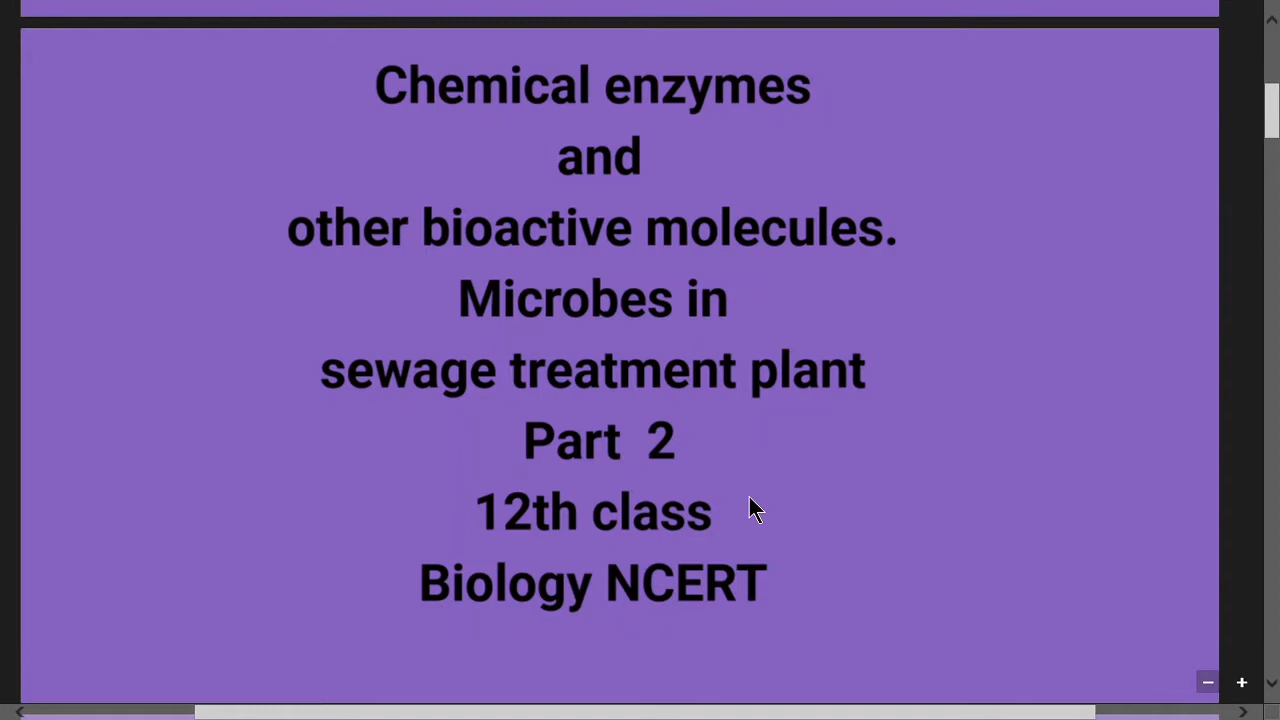 Chemical enzymes
and
other bioactive molecules.
Microbes in
sewage treatment plant
Part 2
12th class
Biology NCERT